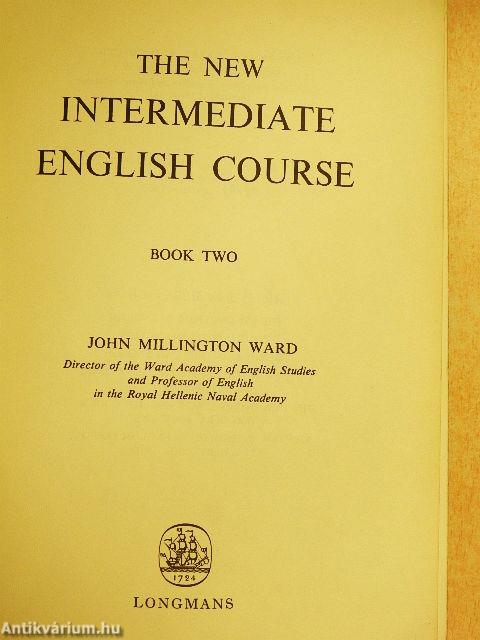 THE NEW
INTERMEDIATE
ENGLISH COURSE
BOOK TWO
JOHN MILLINGTON WARD
Director of the Ward Academy of English Studies
and Professor of English
in the Royal Hellenic Naval Academy
1724
LONGMANS
Antikvárium.hu